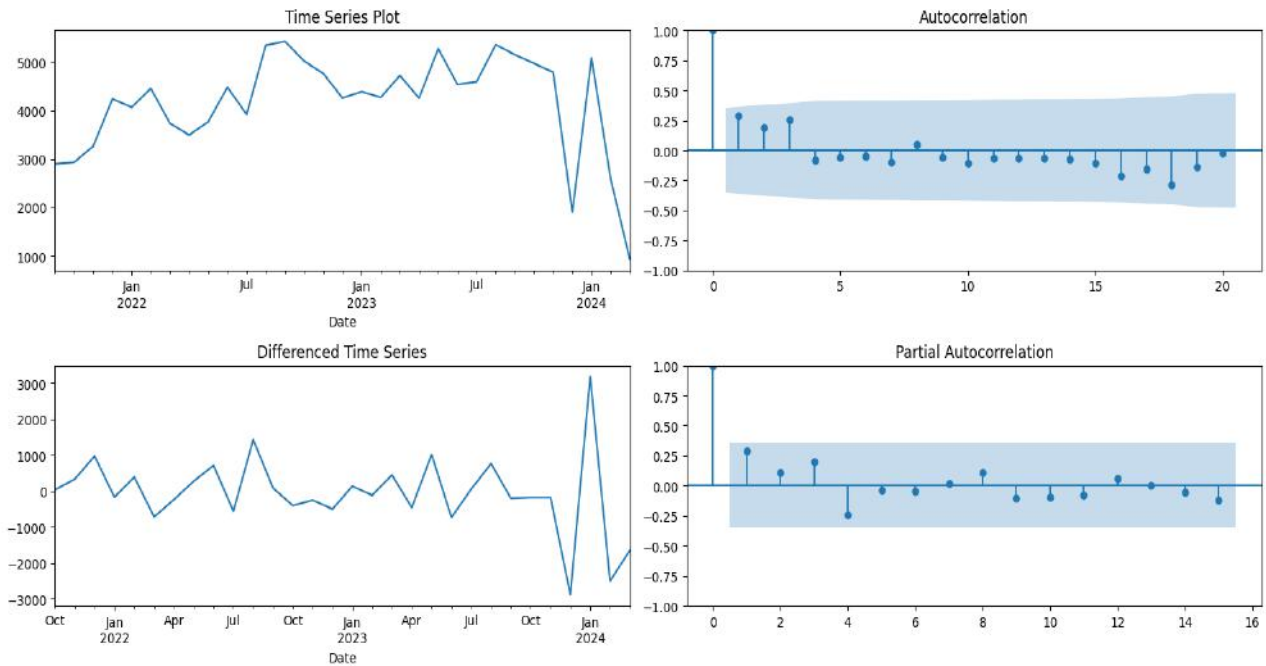 Time Series Plot
5000
4000
3000
2000
1000
Jan
2022
Jul
Jan
2023
Jul
Jan
2024
Date
Autocorrelation
1.00
0.75
0.50
0.25
0.00
−0.25
−0.50
−0.75
−1.00
0 5 10 15 20
Differenced Time Series
3000
2000
1000
0
−1000
−2000
−3000
Oct Jan Apr Jul Oct Jan Apr Jul Oct Jan
2022 2023 2024
Date
Partial Autocorrelation
1.00
0.75
0.50
0.25
0.00
−0.25
−0.50
−0.75
−1.00
0 2 4 6 8 10 12 14 16